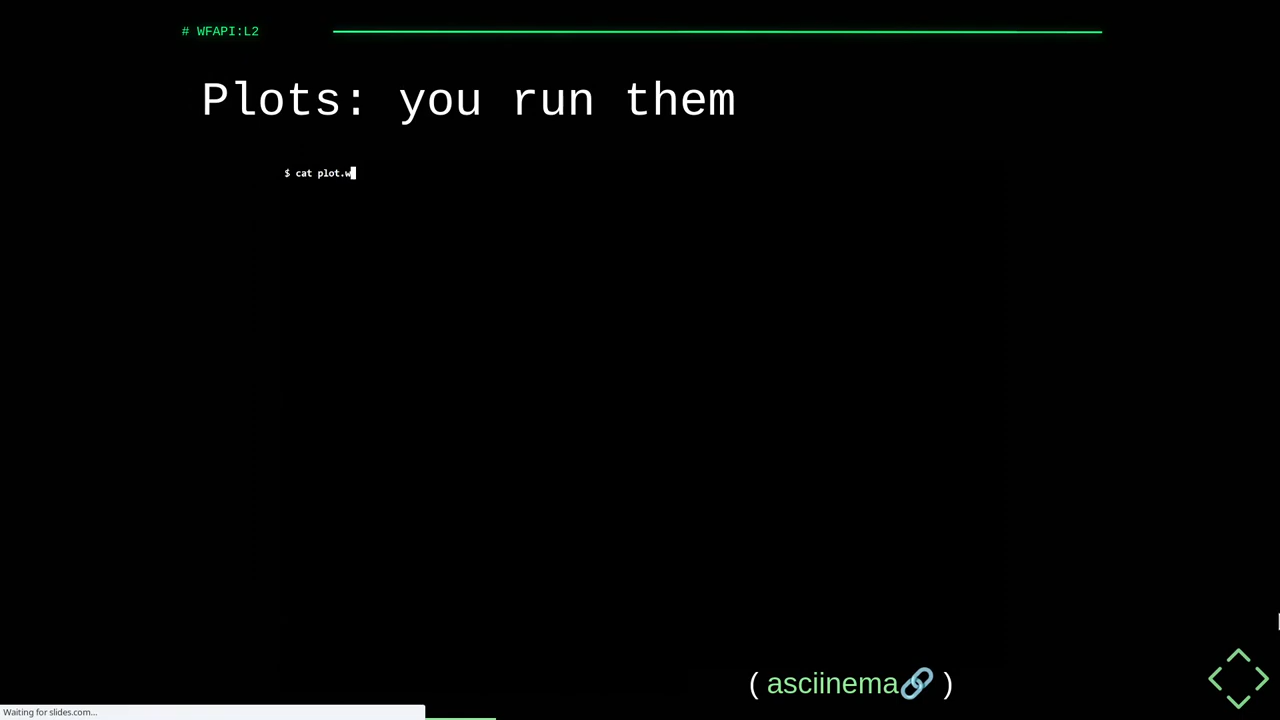 # WFAPI:L2
Plots: you run them
$ cat plot.w
( asciinema🔗 )
Waiting for slides.com...